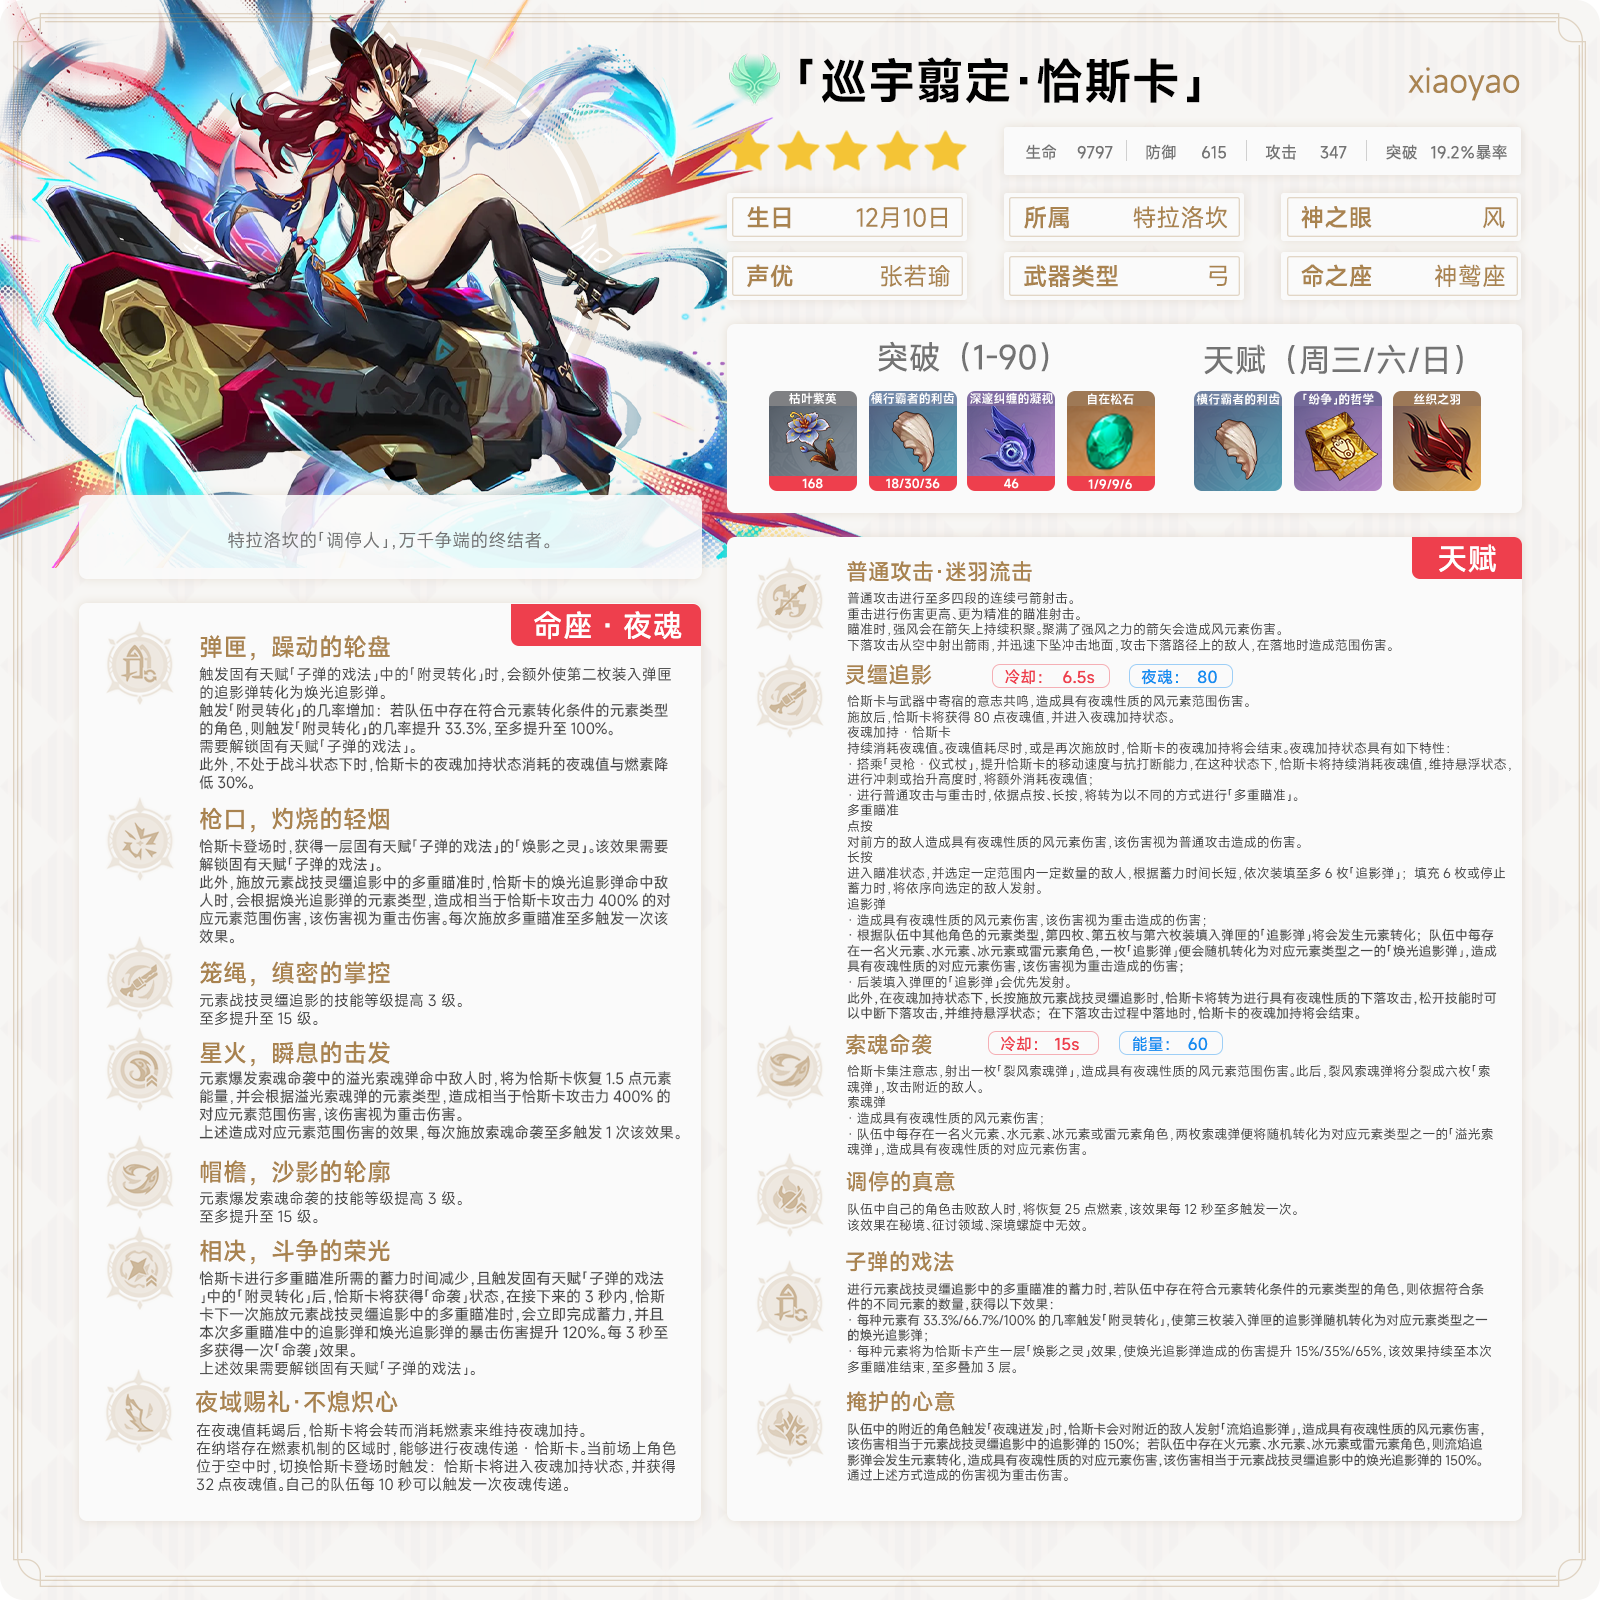 「巡宇翦定·恰斯卡」
xiaoyao
生命 9797 防御 615 攻击 347 突破 19.2%暴率
生日 12月10日 所属 特拉洛坎 神之眼 风
声优 张若瑜 武器类型 弓 命之座 神鹫座
突破（1-90） 天赋（周三/六/日）
枯叶紫英 横行霸者的利齿 深邃纠缠的凝视 自在松石 横行霸者的利齿 「纷争」的哲学 丝织之羽
168 18/30/36 46 1/9/9/6
特拉洛坎的「调停人」,万千争端的终结者。
命座 · 夜魂
弹匣，躁动的轮盘
触发固有天赋「子弹的戏法」中的「附灵转化」时,会额外使第二枚装入弹匣
的追影弹转化为焕光追影弹。
触发「附灵转化」的几率增加：若队伍中存在符合元素转化条件的元素类型
的角色,则触发「附灵转化」的几率提升 33.3%,至多提升至 100%。
需要解锁固有天赋「子弹的戏法」。
此外,不处于战斗状态下时,恰斯卡的夜魂加持状态消耗的夜魂值与燃素降
低 30%。
枪口，灼烧的轻烟
恰斯卡登场时,获得一层固有天赋「子弹的戏法」的「焕影之灵」。该效果需要
解锁固有天赋「子弹的戏法」。
此外,施放元素战技灵缰追影中的多重瞄准时,恰斯卡的焕光追影弹命中敌
人时,会根据焕光追影弹的元素类型,造成相当于恰斯卡攻击力 400% 的对
应元素范围伤害,该伤害视为重击伤害。每次施放多重瞄准至多触发一次该
效果。
笼绳，缜密的掌控
元素战技灵缰追影的技能等级提高 3 级。
至多提升至 15 级。
星火，瞬息的击发
元素爆发索魂命袭中的溢光索魂弹命中敌人时,将为恰斯卡恢复 1.5 点元素
能量,并会根据溢光索魂弹的元素类型,造成相当于恰斯卡攻击力 400% 的
对应元素范围伤害,该伤害视为重击伤害。
上述造成对应元素范围伤害的效果,每次施放索魂命袭至多触发 1 次该效果。
帽檐，沙影的轮廓
元素爆发索魂命袭的技能等级提高 3 级。
至多提升至 15 级。
相决，斗争的荣光
恰斯卡进行多重瞄准所需的蓄力时间减少,且触发固有天赋「子弹的戏法
」中的「附灵转化」后,恰斯卡将获得「命袭」状态,在接下来的 3 秒内,恰斯
卡下一次施放元素战技灵缰追影中的多重瞄准时,会立即完成蓄力,并且
本次多重瞄准中的追影弹和焕光追影弹的暴击伤害提升 120%。每 3 秒至
多获得一次「命袭」效果。
上述效果需要解锁固有天赋「子弹的戏法」。
夜域赐礼·不熄炽心
在夜魂值耗竭后,恰斯卡将会转而消耗燃素来维持夜魂加持。
在纳塔存在燃素机制的区域时,能够进行夜魂传递 · 恰斯卡。当前场上角色
位于空中时,切换恰斯卡登场时触发：恰斯卡将进入夜魂加持状态,并获得
32 点夜魂值。自己的队伍每 10 秒可以触发一次夜魂传递。
天赋
普通攻击·迷羽流击
普通攻击进行至多四段的连续弓箭射击。
重击进行伤害更高、更为精准的瞄准射击。
瞄准时,强风会在箭矢上持续积聚。聚满了强风之力的箭矢会造成风元素伤害。
下落攻击从空中射出箭雨,并迅速下坠冲击地面,攻击下落路径上的敌人,在落地时造成范围伤害。
灵缰追影 冷却： 6.5s 夜魂： 80
恰斯卡与武器中寄宿的意志共鸣,造成具有夜魂性质的风元素范围伤害。
施放后,恰斯卡将获得 80 点夜魂值,并进入夜魂加持状态。
夜魂加持 · 恰斯卡
持续消耗夜魂值。夜魂值耗尽时,或是再次施放时,恰斯卡的夜魂加持将会结束。夜魂加持状态具有如下特性：
· 搭乘「灵枪 · 仪式杖」,提升恰斯卡的移动速度与抗打断能力,在这种状态下,恰斯卡将持续消耗夜魂值,维持悬浮状态,
进行冲刺或抬升高度时,将额外消耗夜魂值；
· 进行普通攻击与重击时,依据点按、长按,将转为以不同的方式进行「多重瞄准」。
多重瞄准
点按
对前方的敌人造成具有夜魂性质的风元素伤害,该伤害视为普通攻击造成的伤害。
长按
进入瞄准状态,并选定一定范围内一定数量的敌人,根据蓄力时间长短,依次装填至多 6 枚「追影弹」；填充 6 枚或停止
蓄力时,将依序向选定的敌人发射。
追影弹
· 造成具有夜魂性质的风元素伤害,该伤害视为重击造成的伤害；
· 根据队伍中其他角色的元素类型,第四枚、第五枚与第六枚装填入弹匣的「追影弹」将会发生元素转化；队伍中每存
在一名火元素、水元素、冰元素或雷元素角色,一枚「追影弹」便会随机转化为对应元素类型之一的「焕光追影弹」,造成
具有夜魂性质的对应元素伤害,该伤害视为重击造成的伤害；
· 后装填入弹匣的「追影弹」会优先发射。
此外,在夜魂加持状态下,长按施放元素战技灵缰追影时,恰斯卡将转为进行具有夜魂性质的下落攻击,松开技能时可
以中断下落攻击,并维持悬浮状态；在下落攻击过程中落地时,恰斯卡的夜魂加持将会结束。
索魂命袭 冷却： 15s 能量： 60
恰斯卡集注意志,射出一枚「裂风索魂弹」,造成具有夜魂性质的风元素范围伤害。此后,裂风索魂弹将分裂成六枚「索
魂弹」,攻击附近的敌人。
索魂弹
· 造成具有夜魂性质的风元素伤害；
· 队伍中每存在一名火元素、水元素、冰元素或雷元素角色,两枚索魂弹便将随机转化为对应元素类型之一的「溢光索
魂弹」,造成具有夜魂性质的对应元素伤害。
调停的真意
队伍中自己的角色击败敌人时,将恢复 25 点燃素,该效果每 12 秒至多触发一次。
该效果在秘境、征讨领域、深境螺旋中无效。
子弹的戏法
进行元素战技灵缰追影中的多重瞄准的蓄力时,若队伍中存在符合元素转化条件的元素类型的角色,则依据符合条
件的不同元素的数量,获得以下效果：
· 每种元素有 33.3%/66.7%/100% 的几率触发「附灵转化」,使第三枚装入弹匣的追影弹随机转化为对应元素类型之一
的焕光追影弹；
· 每种元素将为恰斯卡产生一层「焕影之灵」效果,使焕光追影弹造成的伤害提升 15%/35%/65%,该效果持续至本次
多重瞄准结束,至多叠加 3 层。
掩护的心意
队伍中的附近的角色触发「夜魂迸发」时,恰斯卡会对附近的敌人发射「流焰追影弹」,造成具有夜魂性质的风元素伤害,
该伤害相当于元素战技灵缰追影中的追影弹的 150%；若队伍中存在火元素、水元素、冰元素或雷元素角色,则流焰追
影弹会发生元素转化,造成具有夜魂性质的对应元素伤害,该伤害相当于元素战技灵缰追影中的焕光追影弹的 150%。
通过上述方式造成的伤害视为重击伤害。